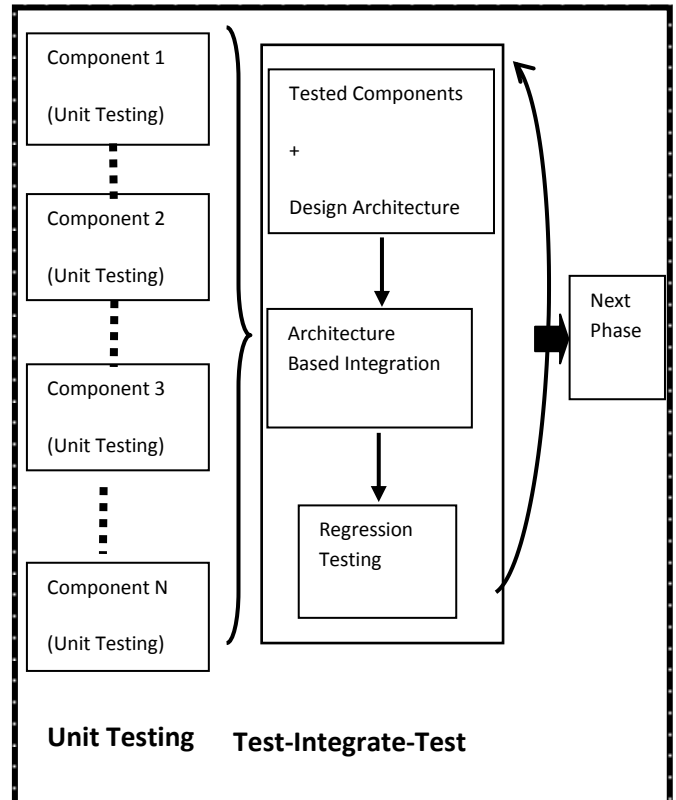 Component 1
(Unit Testing)
Component 2
(Unit Testing)
Component 3
(Unit Testing)
Component N
(Unit Testing)
Tested Components
+
Design Architecture
Architecture
Based Integration
Regression
Testing
Next
Phase
Unit Testing
Test-Integrate-Test